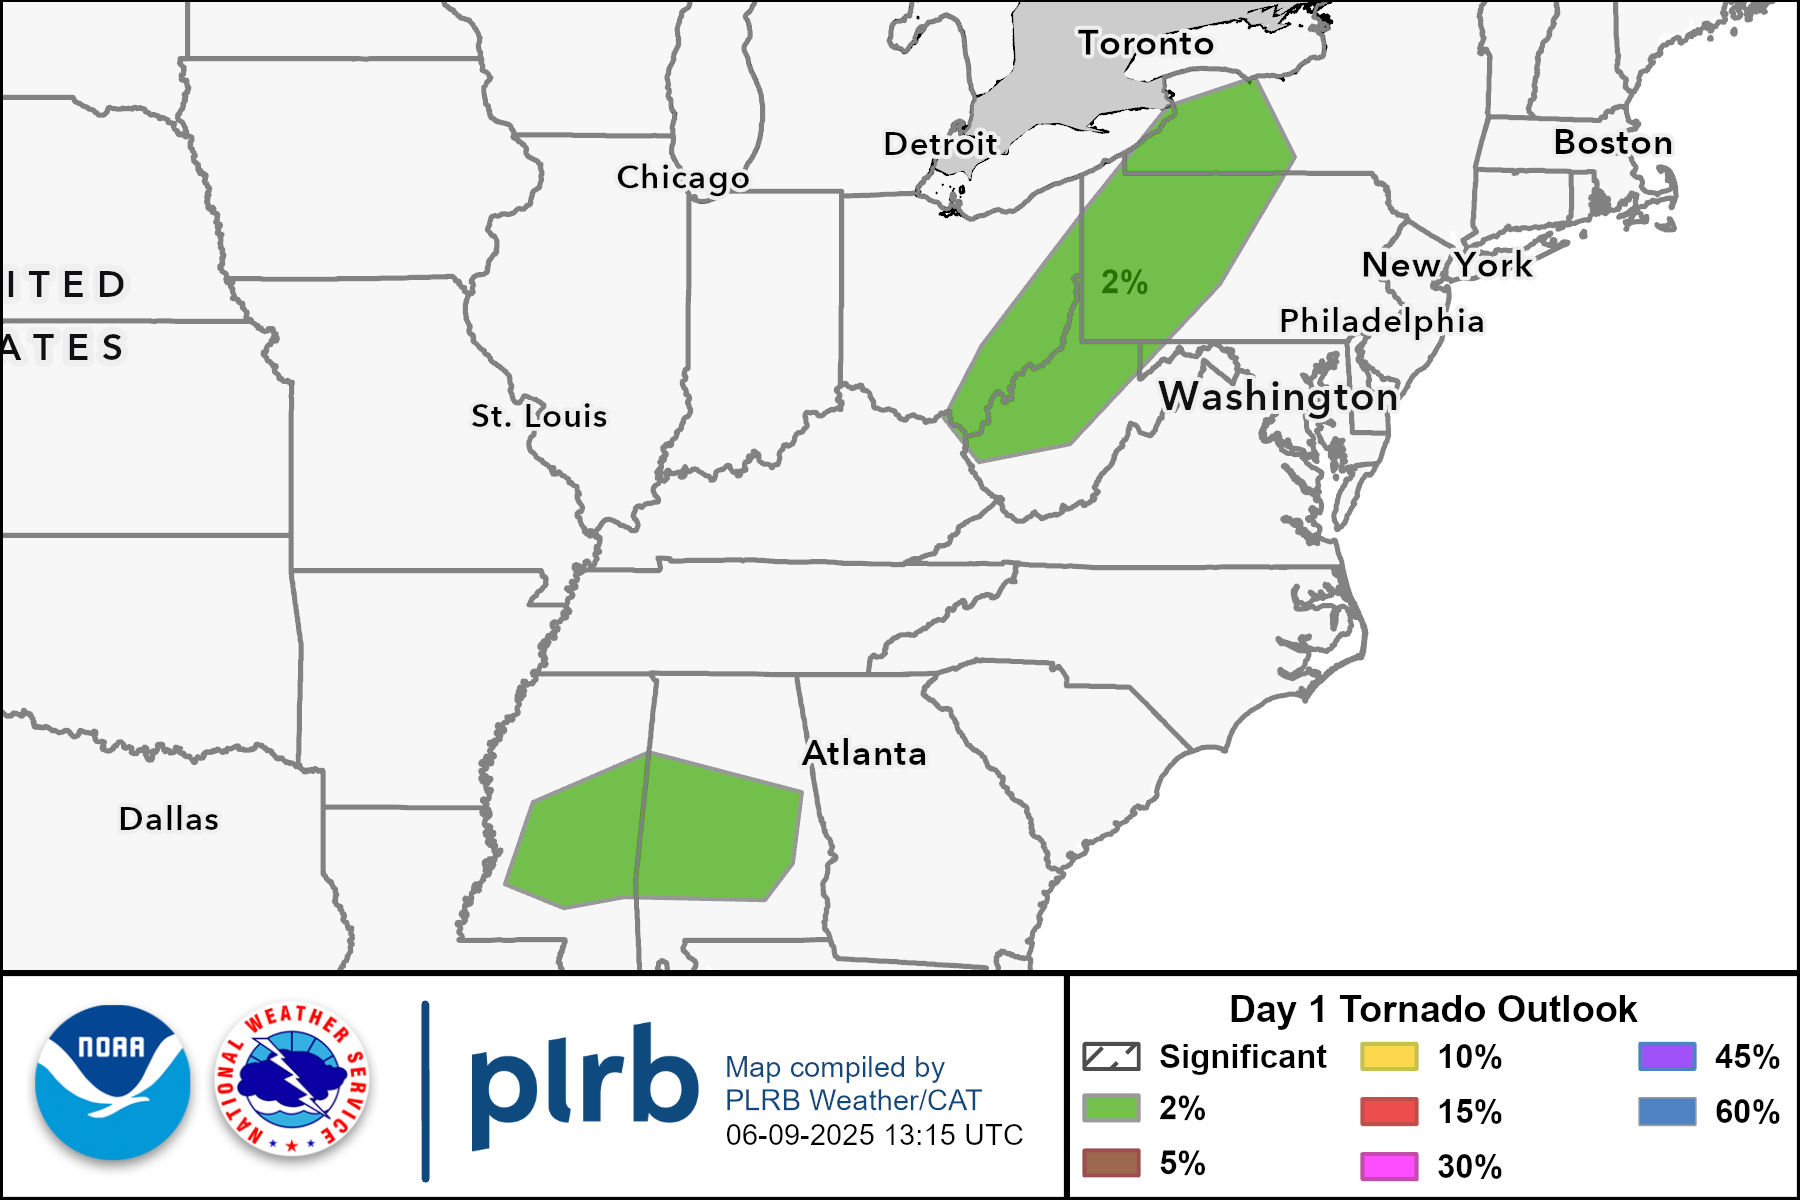 Toronto
Detroit
Boston
Chicago
New York
ITED
2%
Philadelphia
ATES
Washington
St. Louis
Atlanta
Dallas
NOAA
NATIONAL WEATHER SERVICE
plrb
Map compiled by
PLRB Weather/CAT
06-09-2025 13:15 UTC
Day 1 Tornado Outlook
Significant
2%
5%
10%
15%
30%
45%
60%